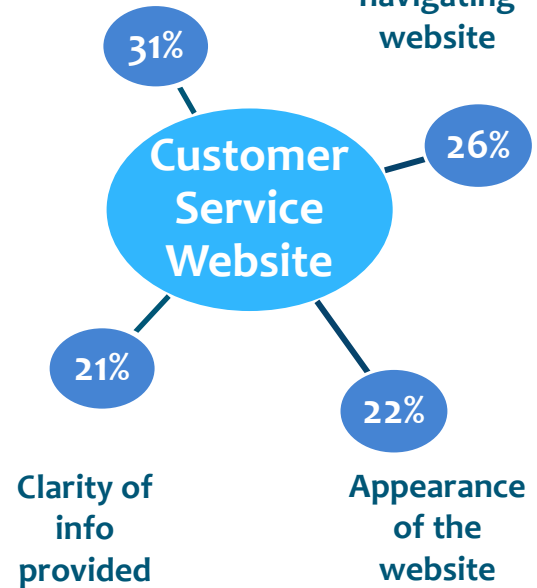 navigating
website
31%
26%
Customer
Service
Website
21%
22%
Clarity of
info
provided
Appearance
of the
website